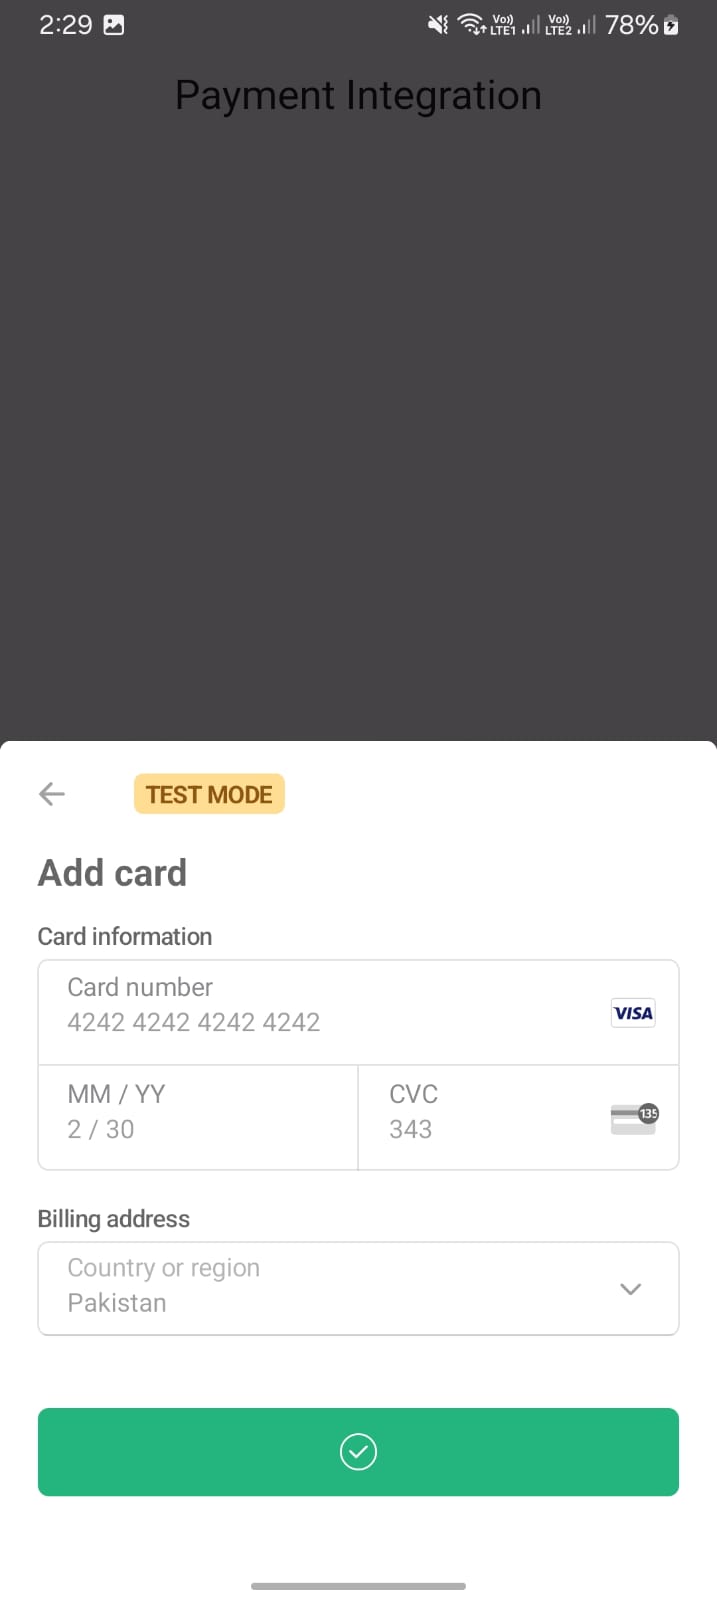 2:29 Vo)) LTE1 Vo)) LTE2 78%
Payment Integration
TEST MODE
Add card
Card information
Card number
4242 4242 4242 4242
VISA
MM / YY
2 / 30
CVC
343
135
Billing address
Country or region
Pakistan